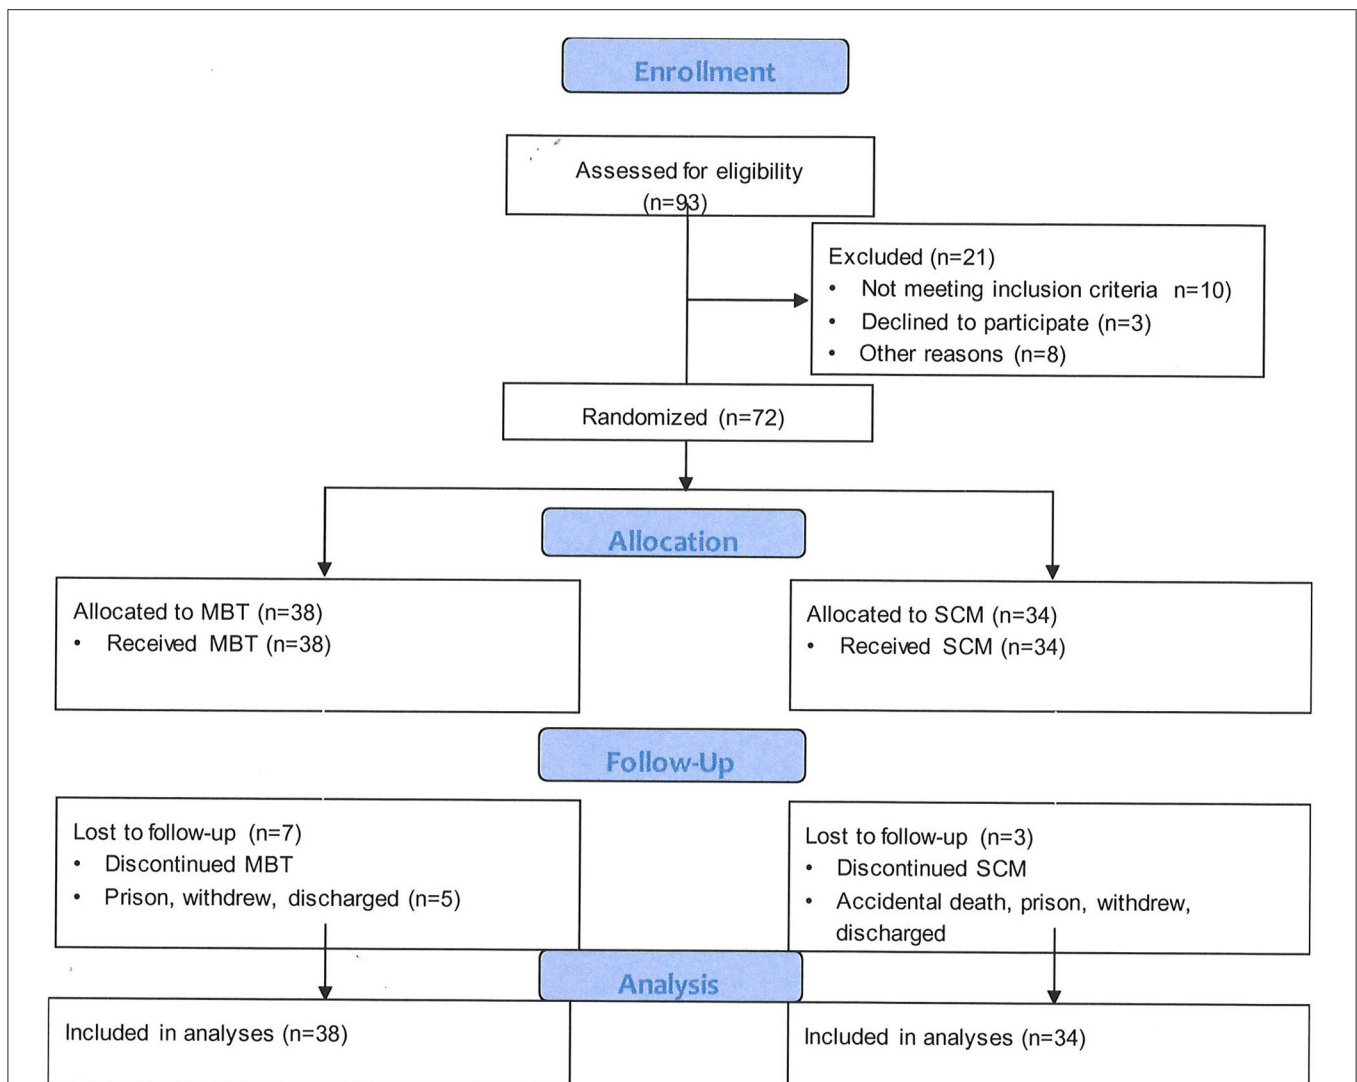 Enrollment
Assessed for eligibility
(n=93)
Excluded (n=21)
• Not meeting inclusion criteria n=10)
• Declined to participate (n=3)
• Other reasons (n=8)
Randomized (n=72)
Allocation
Allocated to MBT (n=38)
• Received MBT (n=38)
Allocated to SCM (n=34)
• Received SCM (n=34)
Follow-Up
Lost to follow-up (n=7)
• Discontinued MBT
• Prison, withdrew, discharged (n=5)
Lost to follow-up (n=3)
• Discontinued SCM
• Accidental death, prison, withdrew,
discharged
Analysis
Included in analyses (n=38)
Included in analyses (n=34)